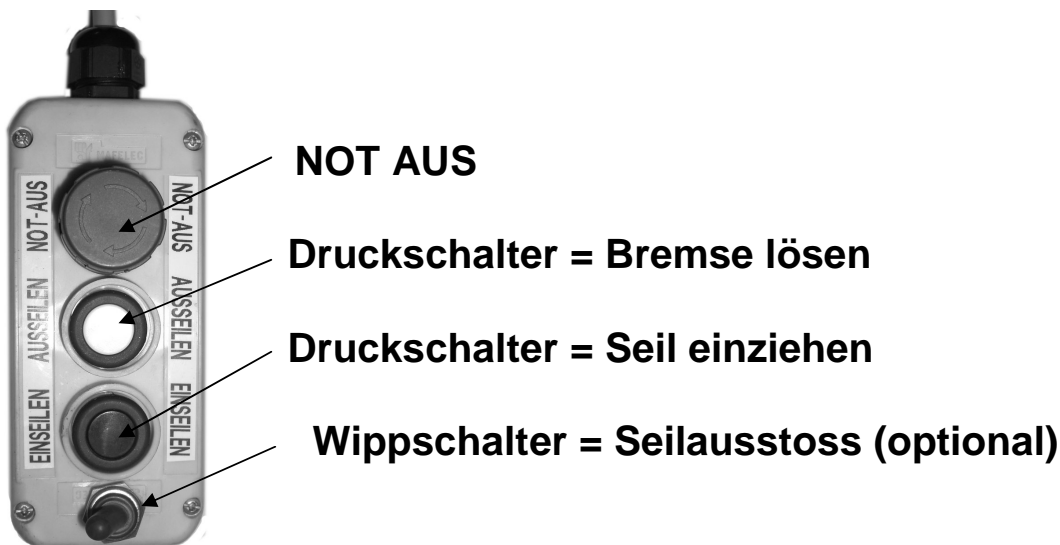 NOT AUS
Druckschalter = Bremse lösen
Druckschalter = Seil einziehen
Wippschalter = Seilausstoss (optional)
NOT-AUS
AUSSEILEN
EINSEILEN
NOT-AUS
AUSSEILEN
EINSEILEN